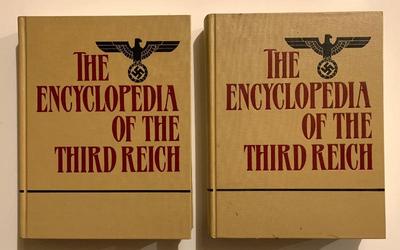 THE
ENCYCLOPEDIA
OF THE
THIRD REICH
THE
ENCYCLOPEDIA
OF THE
THIRD REICH